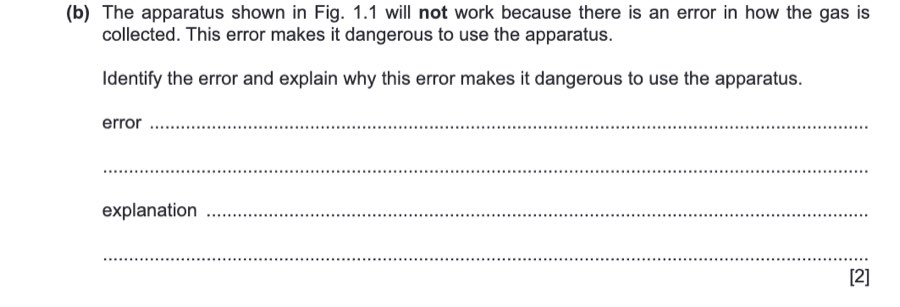 (b) The apparatus shown in Fig. 1.1 will not work because there is an error in how the gas is
collected. This error makes it dangerous to use the apparatus.
Identify the error and explain why this error makes it dangerous to use the apparatus.
error ..........................................................................................................................................
..........................................................................................................................................
explanation ..........................................................................................................................................
..........................................................................................................................................
[2]